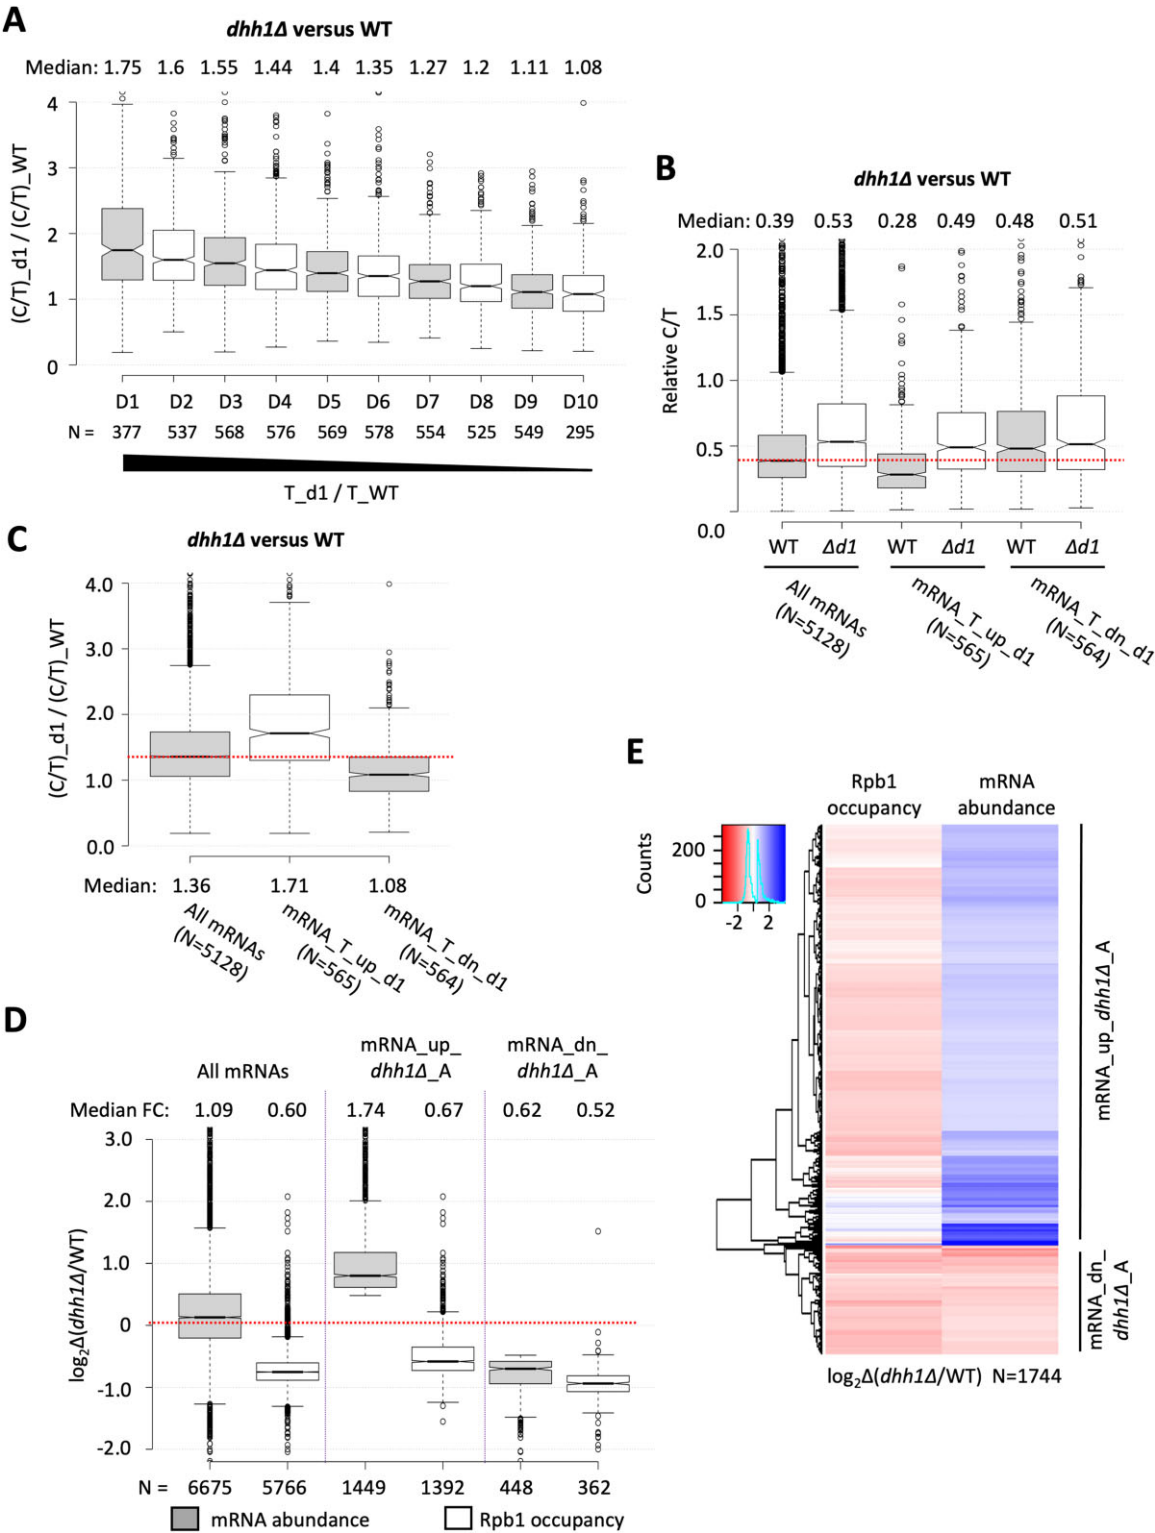 A
dhh1Δ versus WT
Median: 1.75 1.6 1.55 1.44 1.4 1.35 1.27 1.2 1.11 1.08
(C/T)_d1 / (C/T)_WT
4
3
2
1
0
D1 D2 D3 D4 D5 D6 D7 D8 D9 D10
N = 377 537 568 576 569 578 554 525 549 295
T_d1 / T_WT
B
dhh1Δ versus WT
Median: 0.39 0.53 0.28 0.49 0.48 0.51
Relative C/T
2.0
1.5
1.0
0.5
0.0
WT Δd1 WT Δd1 WT Δd1
All mRNAs
(N=5128)
mRNA_T_up_d1
(N=565)
mRNA_T_dn_d1
(N=564)
C
dhh1Δ versus WT
(C/T)_d1 / (C/T)_WT
4.0
3.0
2.0
1.0
0.0
Median: 1.36 1.71 1.08
All mRNAs
(N=5128)
mRNA_T_up_d1
(N=565)
mRNA_T_dn_d1
(N=564)
D
All mRNAs
mRNA_up_
dhh1Δ_A
mRNA_dn_
dhh1Δ_A
Median FC: 1.09 0.60 1.74 0.67 0.62 0.52
log₂Δ(dhh1Δ/WT)
3.0
2.0
1.0
0
-1.0
-2.0
N = 6675 5766 1449 1392 448 362
mRNA abundance
Rpb1 occupancy
E
Rpb1
occupancy
mRNA
abundance
Counts
200
0
-2 2
mRNA_up_dhh1Δ_A
mRNA_dn_
dhh1Δ_A
log₂Δ(dhh1Δ/WT) N=1744